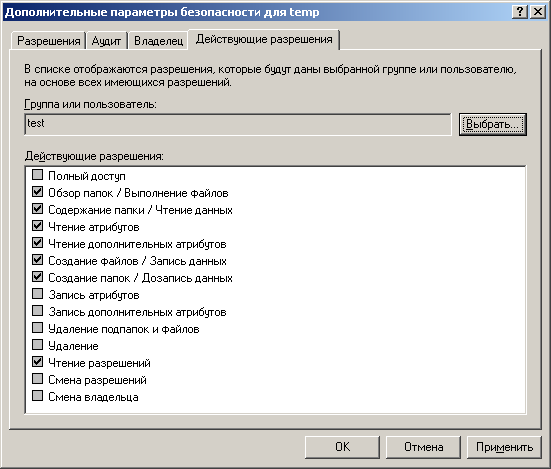 Дополнительные параметры безопасности для temp
Разрешения Аудит Владелец Действующие разрешения
В списке отображаются разрешения, которые будут даны выбранной группе или пользователю,
на основе всех имеющихся разрешений.
Группа или пользователь:
test
Выбрать...
Действующие разрешения:
Полный доступ
Обзор папок / Выполнение файлов
Содержание папки / Чтение данных
Чтение атрибутов
Чтение дополнительных атрибутов
Создание файлов / Запись данных
Создание папок / Дозапись данных
Запись атрибутов
Запись дополнительных атрибутов
Удаление подпапок и файлов
Удаление
Чтение разрешений
Смена разрешений
Смена владельца
OK Отмена Применить